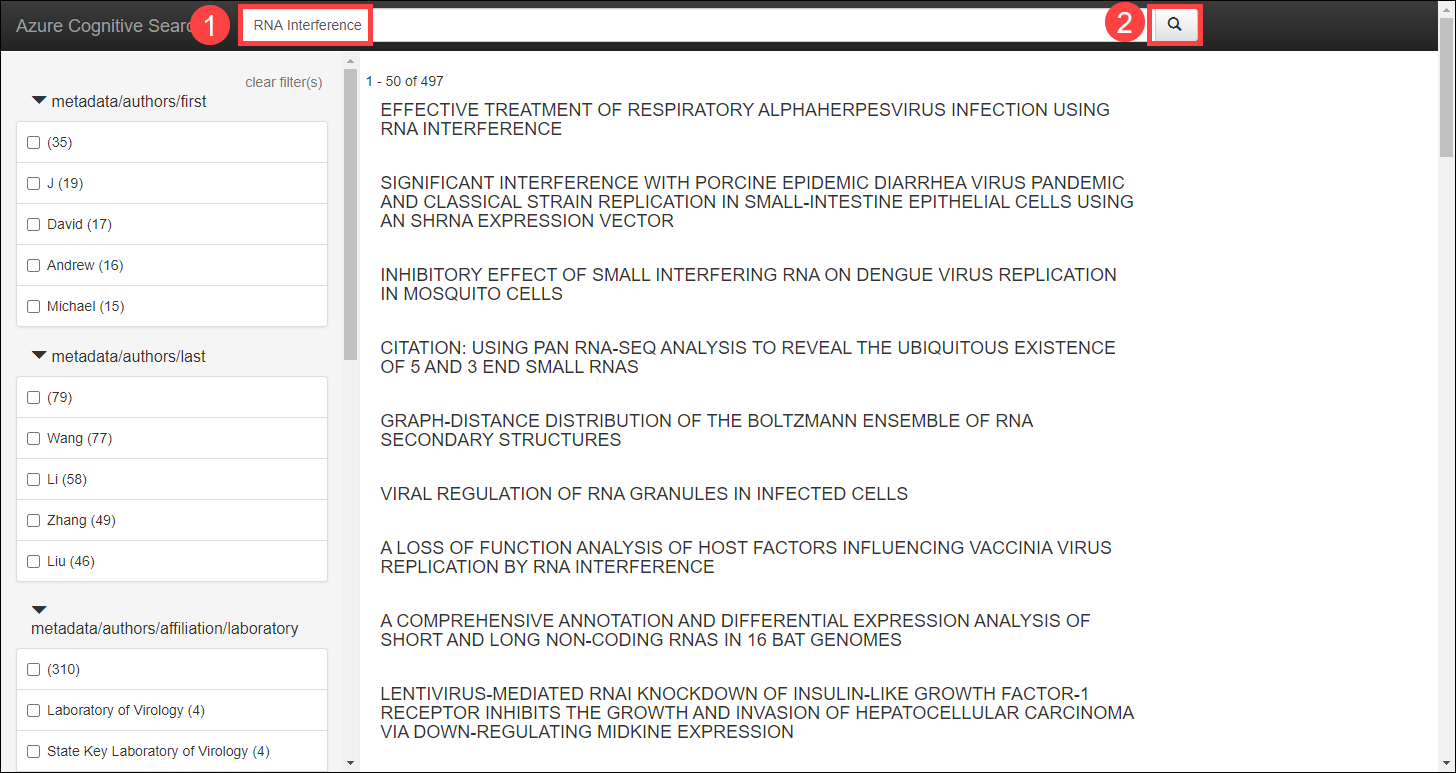 Azure Cognitive Sear
1
RNA Interference
2
clear filter(s)
metadata/authors/first
(35)
J (19)
David (17)
Andrew (16)
Michael (15)
metadata/authors/last
(79)
Wang (77)
Li (58)
Zhang (49)
Liu (46)
metadata/authors/affiliation/laboratory
(310)
Laboratory of Virology (4)
State Key Laboratory of Virology (4)
1 - 50 of 497
EFFECTIVE TREATMENT OF RESPIRATORY ALPHAHERPESVIRUS INFECTION USING
RNA INTERFERENCE
SIGNIFICANT INTERFERENCE WITH PORCINE EPIDEMIC DIARRHEA VIRUS PANDEMIC
AND CLASSICAL STRAIN REPLICATION IN SMALL-INTESTINE EPITHELIAL CELLS USING
AN SHRNA EXPRESSION VECTOR
INHIBITORY EFFECT OF SMALL INTERFERING RNA ON DENGUE VIRUS REPLICATION
IN MOSQUITO CELLS
CITATION: USING PAN RNA-SEQ ANALYSIS TO REVEAL THE UBIQUITOUS EXISTENCE
OF 5 AND 3 END SMALL RNAS
GRAPH-DISTANCE DISTRIBUTION OF THE BOLTZMANN ENSEMBLE OF RNA
SECONDARY STRUCTURES
VIRAL REGULATION OF RNA GRANULES IN INFECTED CELLS
A LOSS OF FUNCTION ANALYSIS OF HOST FACTORS INFLUENCING VACCINIA VIRUS
REPLICATION BY RNA INTERFERENCE
A COMPREHENSIVE ANNOTATION AND DIFFERENTIAL EXPRESSION ANALYSIS OF
SHORT AND LONG NON-CODING RNAS IN 16 BAT GENOMES
LENTIVIRUS-MEDIATED RNAI KNOCKDOWN OF INSULIN-LIKE GROWTH FACTOR-1
RECEPTOR INHIBITS THE GROWTH AND INVASION OF HEPATOCELLULAR CARCINOMA
VIA DOWN-REGULATING MIDKINE EXPRESSION